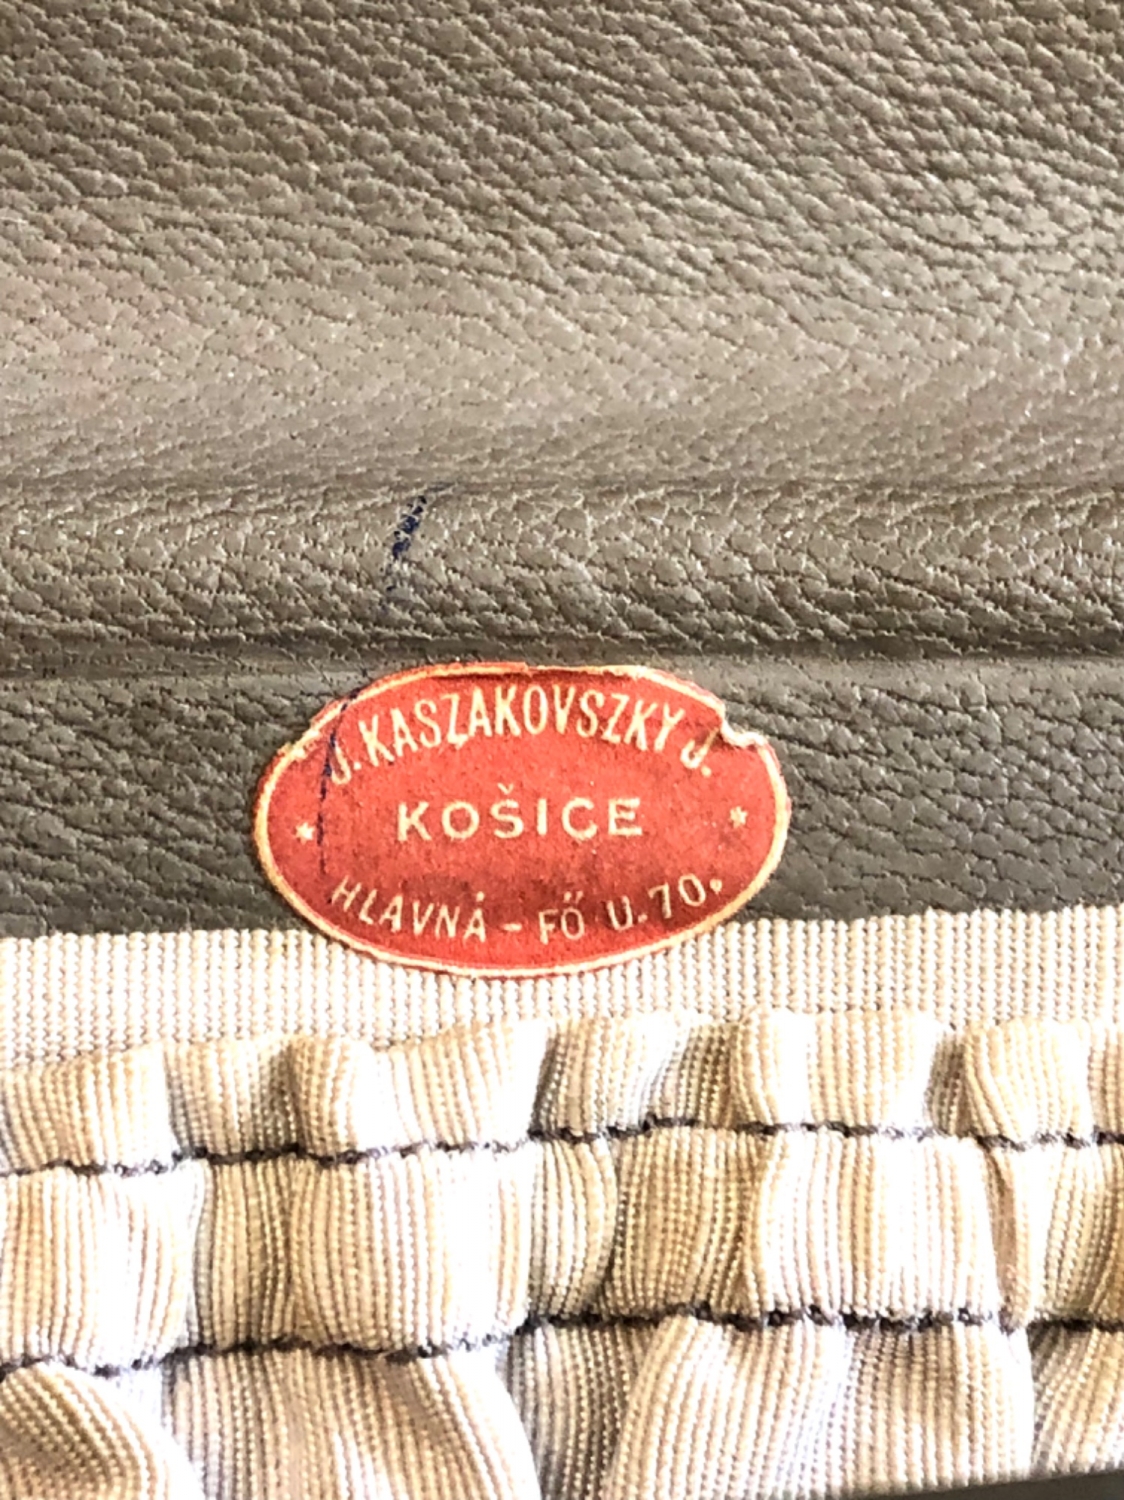 J. KASZAKOVSZKY J.
KOŠICE
HLAVNÁ - FŐ U. 70.